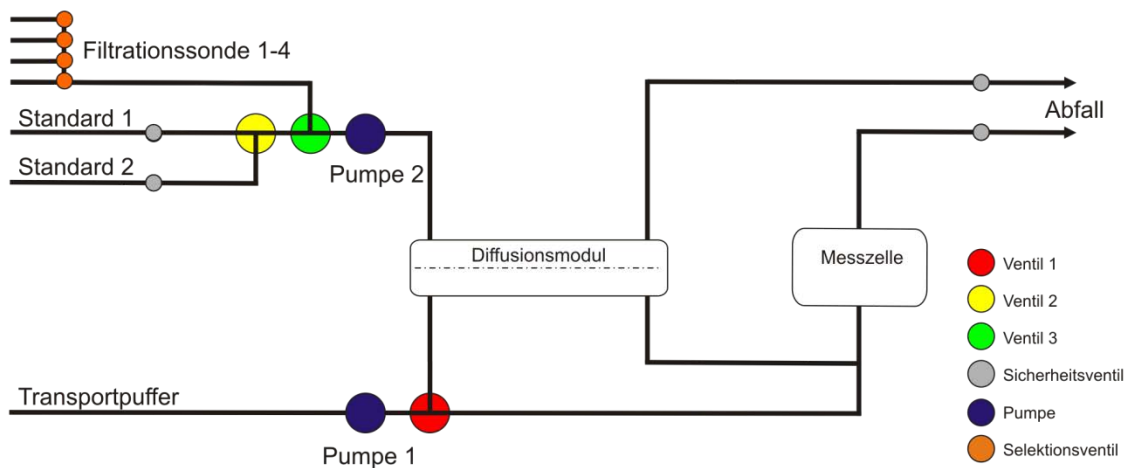 Filtrationssonde 1-4
Standard 1
Standard 2
Pumpe 2
Abfall
Diffusionsmodul
Messzelle
Transportpuffer
Pumpe 1
Ventil 1
Ventil 2
Ventil 3
Sicherheitsventil
Pumpe
Selektionsventil